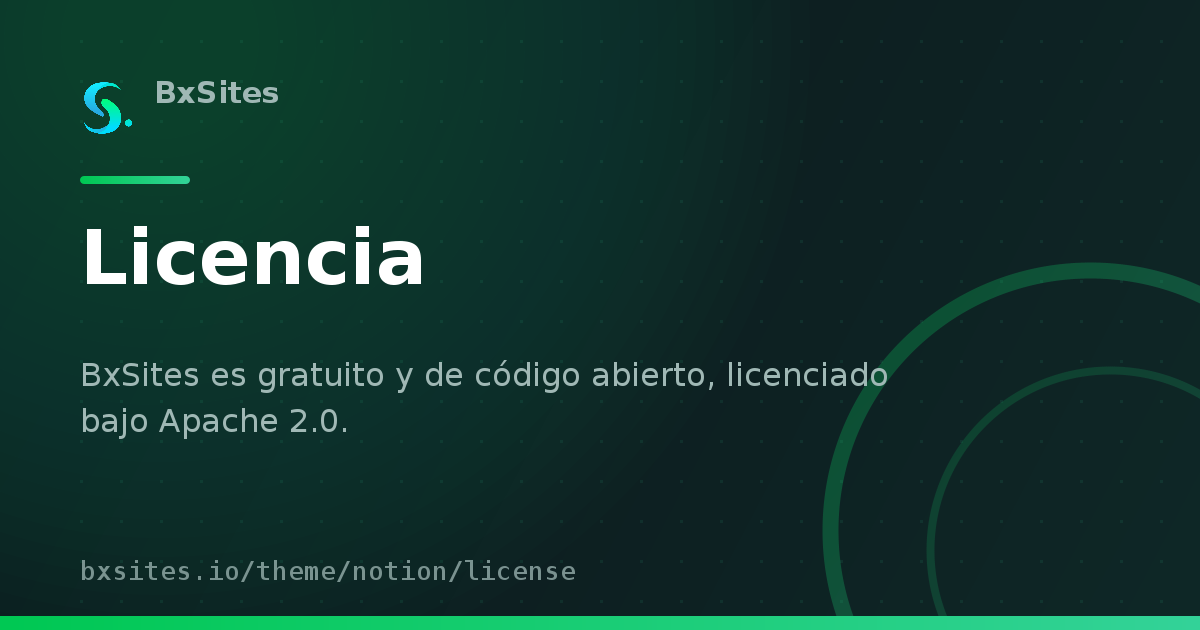 BxSites
Licencia
BxSites es gratuito y de código abierto, licenciado
bajo Apache 2.0.
bxsites.io/theme/notion/license